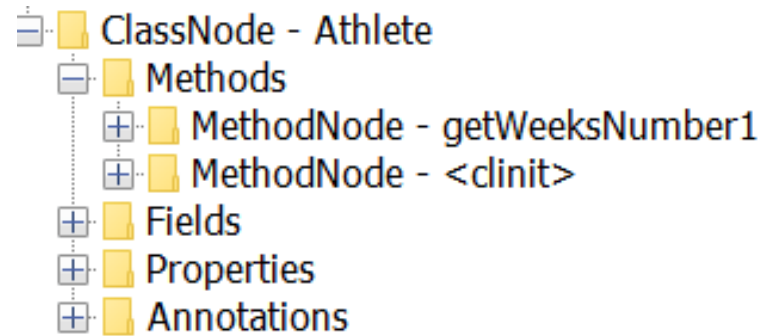 ClassNode - Athlete
Methods
MethodNode - getWeeksNumber1
MethodNode - <clinit>
Fields
Properties
Annotations